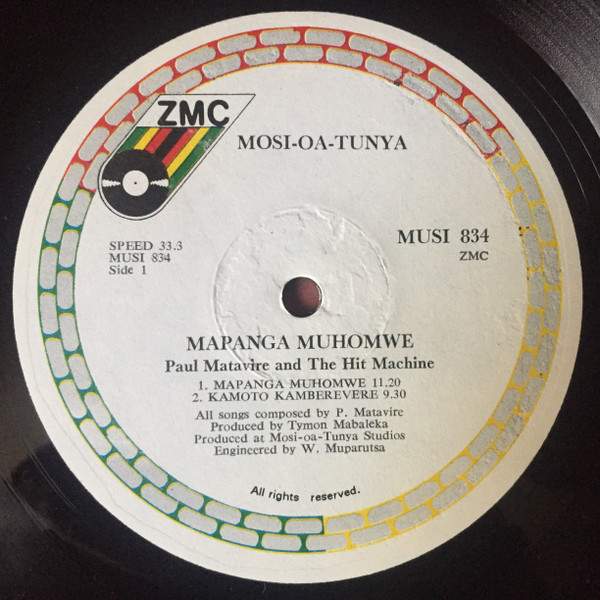 ZMC
MOSI-OA-TUNYA
SPEED 33.3
MUSI 834
Side 1
MUSI 834
ZMC
MAPANGA MUHOMWE
Paul Matavire and The Hit Machine
1. MAPANGA MUHOMWE 11.20
2. KAMOTO KAMBEREVERE 9.30
All songs composed by P. Matavire
Produced by Tymon Mabaleka
Produced at Mosi-oa-Tunya Studios
Engineered by W. Muparutsa
All rights reserved.